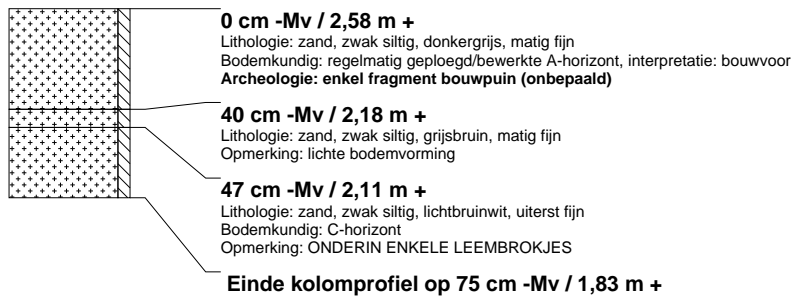 0 cm -Mv / 2,58 m +
Lithologie: zand, zwak siltig, donkergrijs, matig fijn
Bodemkundig: regelmatig geploegd/bewerkte A-horizont, interpretatie: bouwvoor
Archeologie: enkel fragment bouwpuin (onbepaald)
40 cm -Mv / 2,18 m +
Lithologie: zand, zwak siltig, grijsbruin, matig fijn
Opmerking: lichte bodemvorming
47 cm -Mv / 2,11 m +
Lithologie: zand, zwak siltig, lichtbruinwit, uiterst fijn
Bodemkundig: C-horizont
Opmerking: ONDERIN ENKELE LEEMBROKJES
Einde kolomprofiel op 75 cm -Mv / 1,83 m +